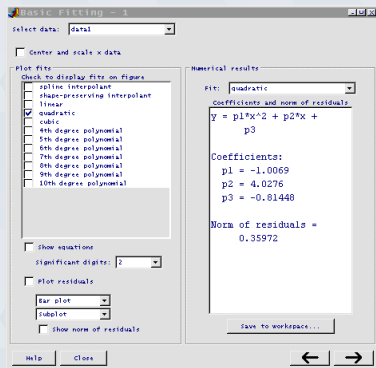 Basic Fitting - 1
Select data: data1
Center and scale x data
Plot fits
Check to display fits on figure
spline interpolant
shape-preserving interpolant
linear
quadratic
cubic
4th degree polynomial
5th degree polynomial
6th degree polynomial
7th degree polynomial
8th degree polynomial
9th degree polynomial
10th degree polynomial
Show equations
Significant digits: 2
Plot residuals
Bar plot
Subplot
Show norm of residuals
Numerical results
Fit: quadratic
Coefficients and norm of residuals
y = p1*x^2 + p2*x +
p3
Coefficients:
p1 = -1.0069
p2 = 4.0276
p3 = -0.81448
Norm of residuals =
0.35972
Save to workspace...
Help
Close